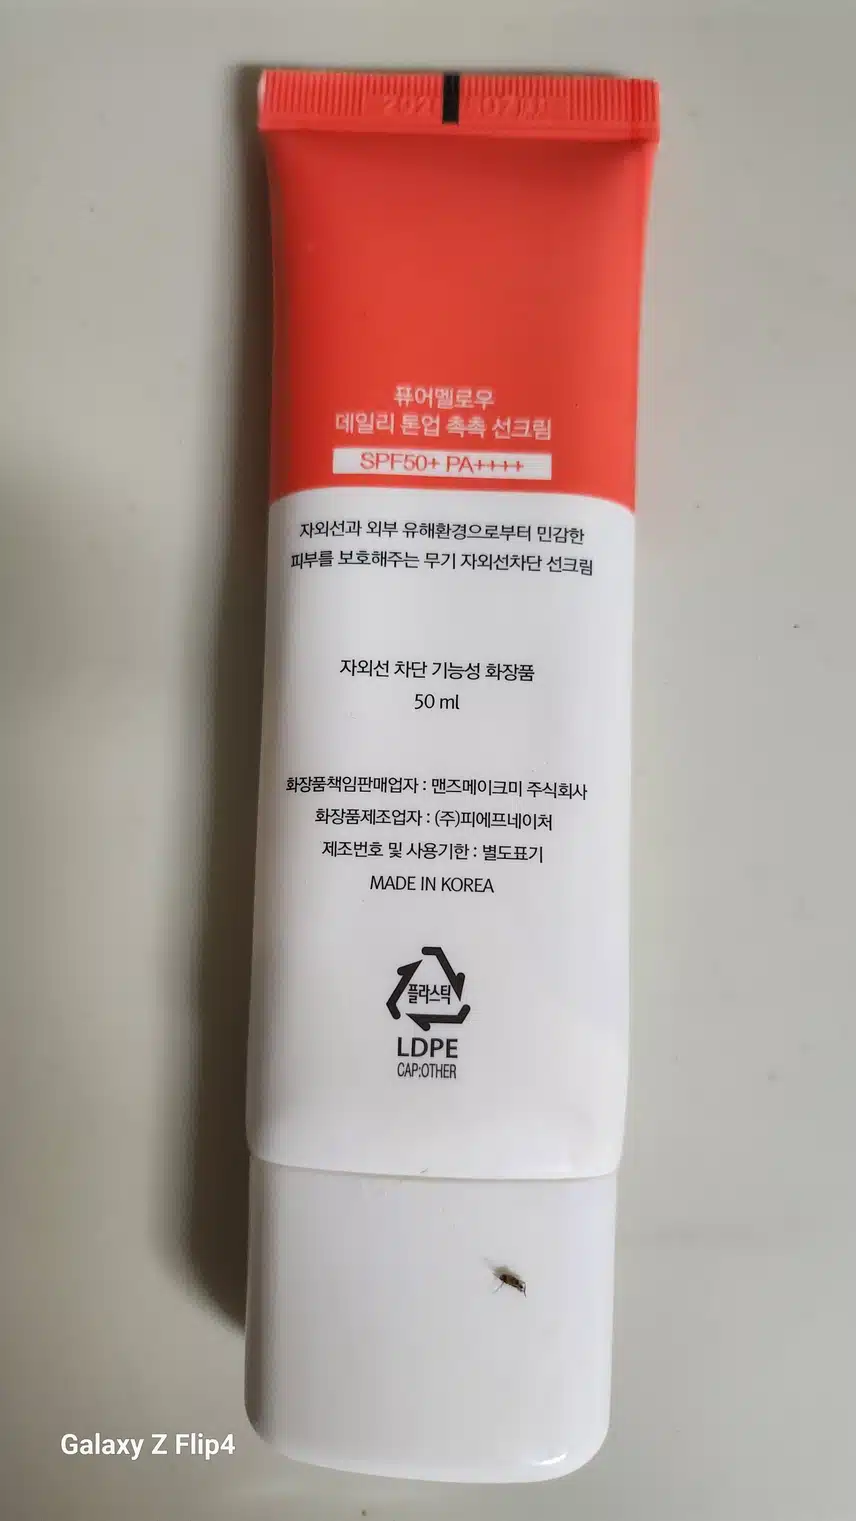 퓨어멜로우
데일리 톤업 촉촉 선크림
SPF50+ PA++++
자외선과 외부 유해환경으로부터 민감한
피부를 보호해주는 무기 자외선차단 선크림
자외선 차단 기능성 화장품
50 ml
화장품책임판매업자 : 맨즈메이크미 주식회사
화장품제조업자 : (주)피에프네이처
제조번호 및 사용기한 : 별도표기
MADE IN KOREA
플라스틱
LDPE
CAP:OTHER
Galaxy Z Flip4